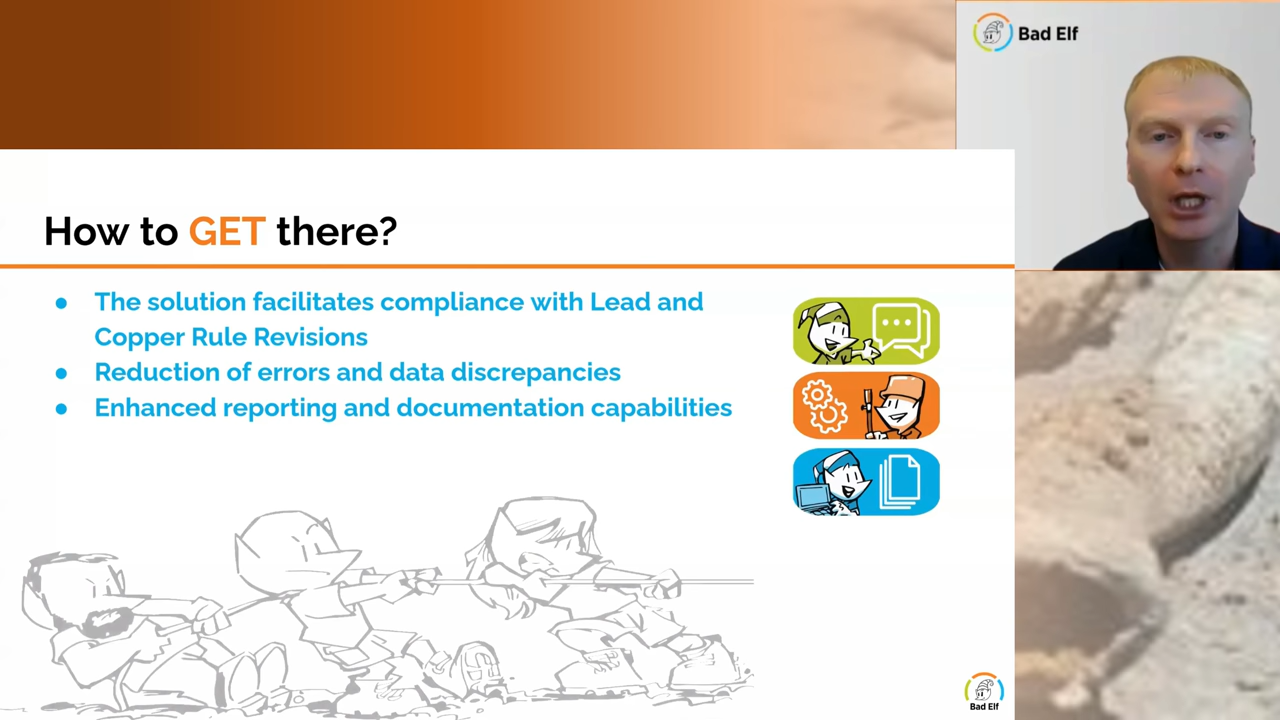 Bad Elf
How to GET there?
● The solution facilitates compliance with Lead and
Copper Rule Revisions
● Reduction of errors and data discrepancies
● Enhanced reporting and documentation capabilities
Bad Elf